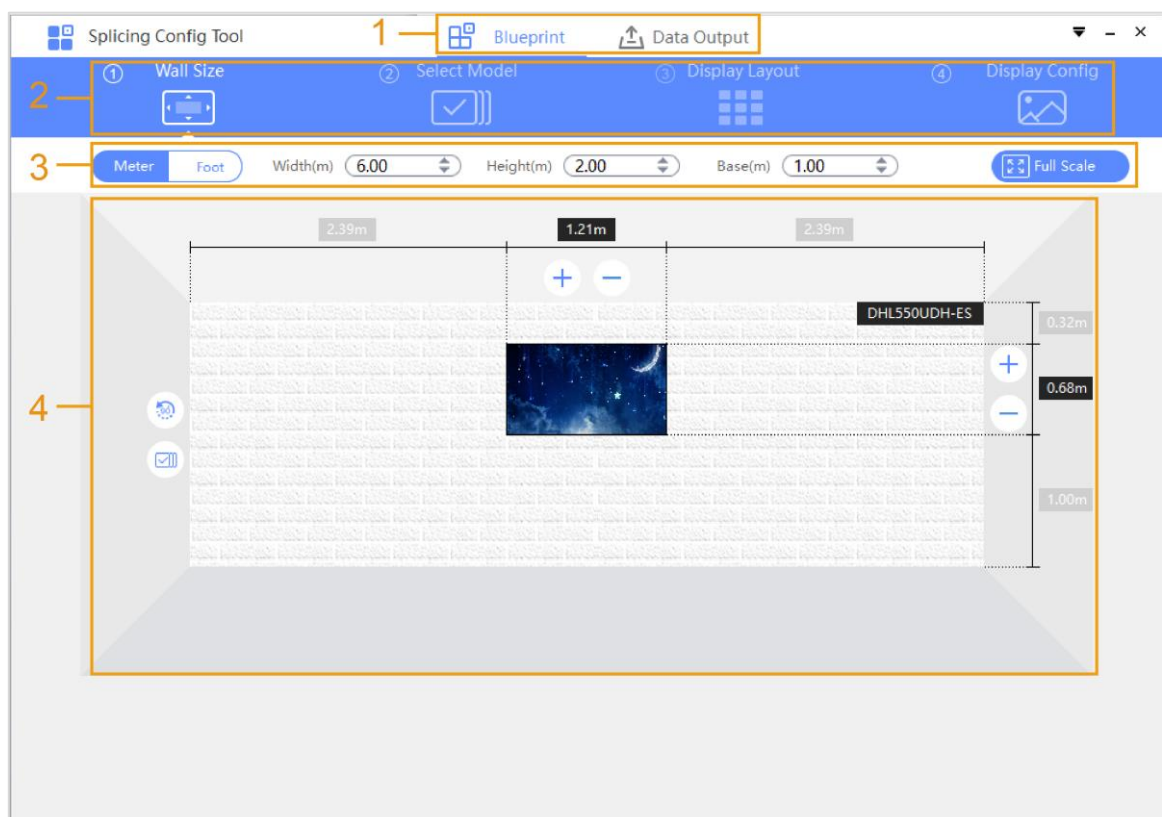 Splicing Config Tool
1
Blueprint
Data Output
2
① Wall Size
② Select Model
③ Display Layout
④ Display Config
3
Meter Foot Width(m) 6.00 Height(m) 2.00 Base(m) 1.00 Full Scale
4
2.39m 1.21m 2.39m
DHL550UDH-ES
0.32m
0.68m
90
1.00m